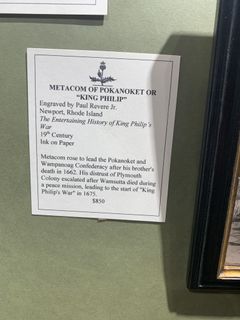 METACOM OF POKANOKET OR
"KING PHILIP"
Engraved by Paul Revere Jr.
Newport, Rhode Island
The Entertaining History of King Philip's
War
19th Century
Ink on Paper
Metacom rose to lead the Pokanoket and
Wampanoag Confederacy after his brother's
death in 1662. His distrust of Plymouth
Colony escalated after Wamsutta died during
a peace mission, leading to the start of "King
Philip's War" in 1675.
$850